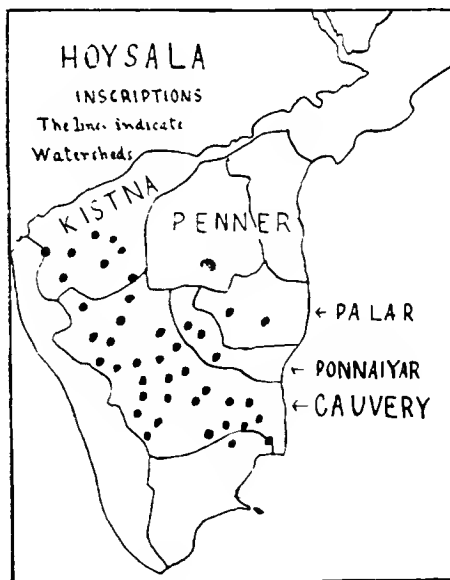 HOYSALA
INSCRIPTIONS
The Lines indicate
Watersheds
KISTNA
PENNER
← PALAR
← PONNAIYAR
← CAUVERY